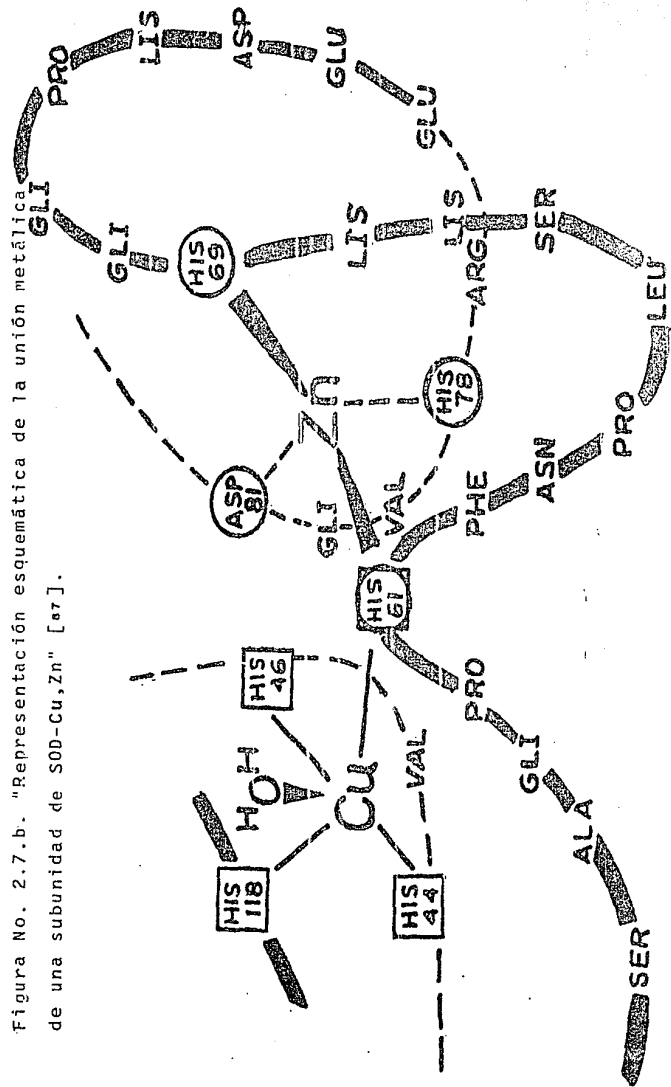 Figura No. 2.7.b. "Representación esquemática de la unión metálica
de una subunidad de SOD-Cu,Zn" [87].
HIS
118
H
O
H
HIS
46
Cu
HIS
44
VAL
HIS
61
ASP
81
GLI
VAL
Zn
HIS
78
ARG
GLU
GLU
ASP
LIS
PRO
GLI
GLI
HIS
69
LIS
LIS
SER
LEU
PRO
ASN
PHE
PRO
GLI
ALA
SER